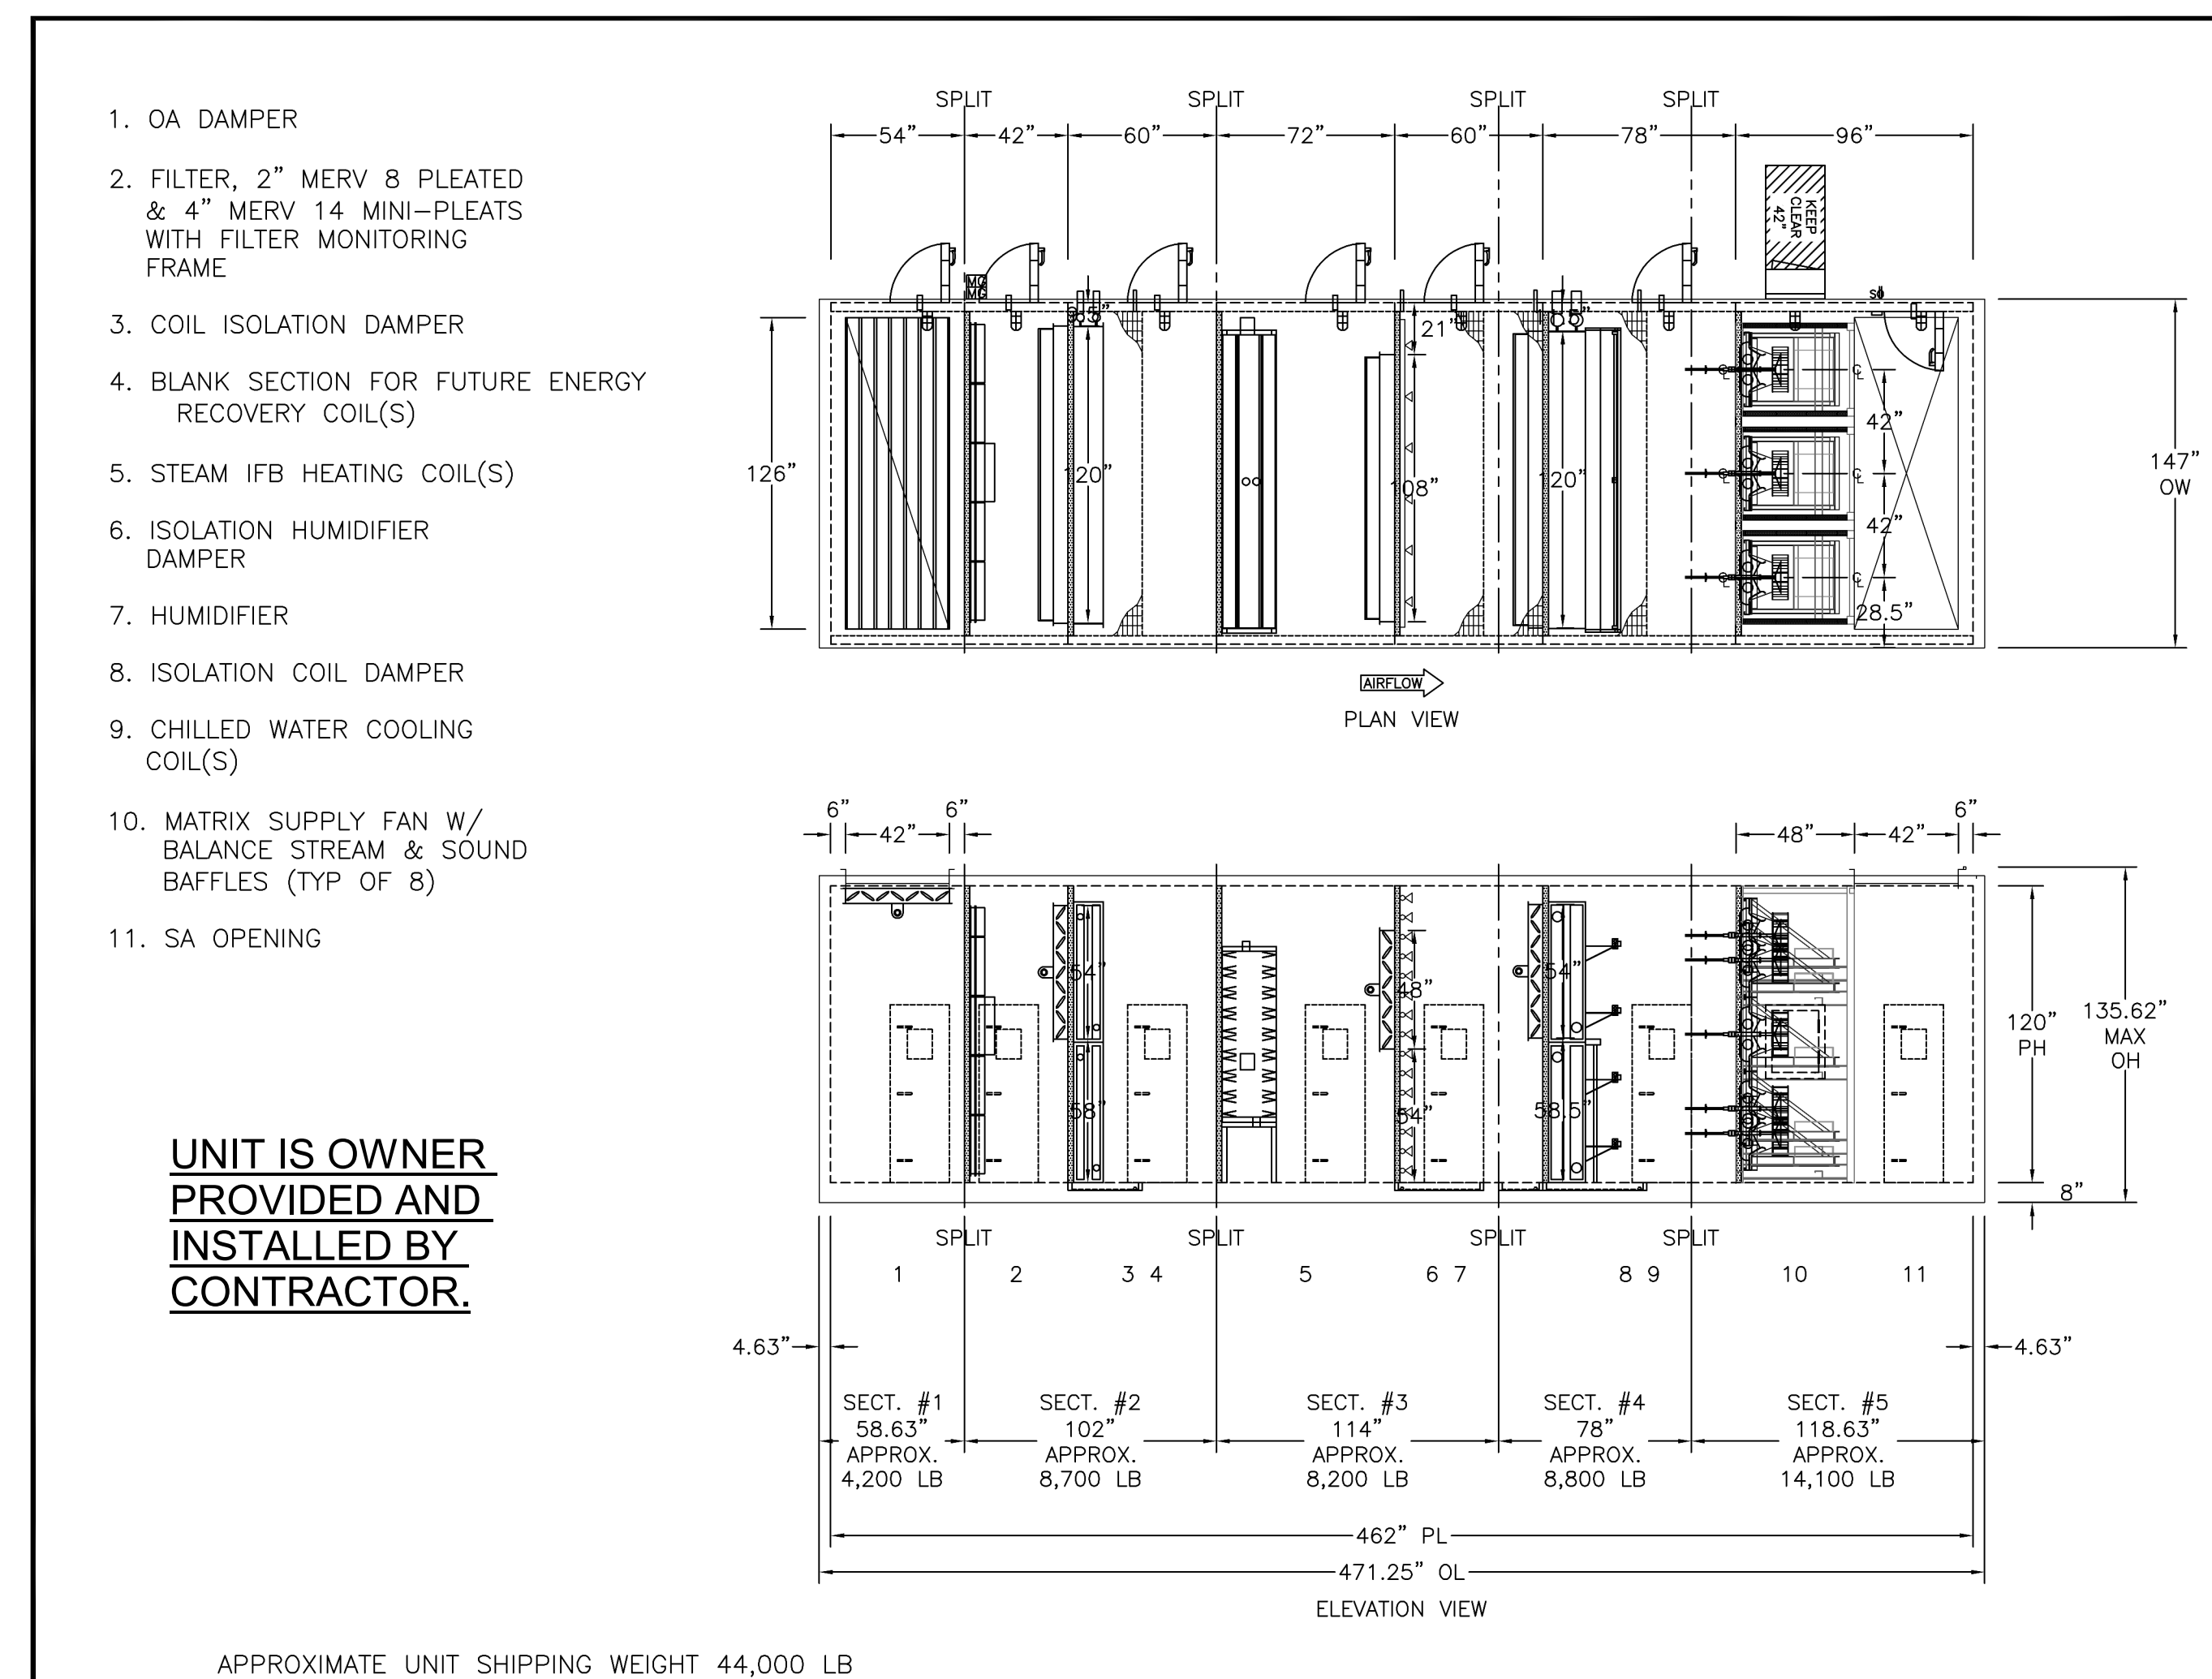 1. OA DAMPER
2. FILTER, 2” MERV 8 PLEATED
& 4” MERV 14 MINI–PLEATS
WITH FILTER MONITORING
FRAME
3. COIL ISOLATION DAMPER
4. BLANK SECTION FOR FUTURE ENERGY
RECOVERY COIL(S)
5. STEAM IFB HEATING COIL(S)
6. ISOLATION HUMIDIFIER
DAMPER
7. HUMIDIFIER
8. ISOLATION COIL DAMPER
9. CHILLED WATER COOLING
COIL(S)
10. MATRIX SUPPLY FAN W/
BALANCE STREAM & SOUND
BAFFLES (TYP OF 8)
11. SA OPENING
UNIT IS OWNER
PROVIDED AND
INSTALLED BY
CONTRACTOR.
SPLIT SPLIT SPLIT SPLIT
54” 42” 60” 72” 60” 78” 96”
KEEP
CLEAR
42”
MG
MG
21”
42”
126” 120” 108” 120”
147”
OW
42”
28.5”
AIRFLOW
PLAN VIEW
6” 6” 6”
42” 48” 42”
54” 48” 54”
58” 54” 58.5”
120”
PH
135.62”
MAX
OH
8”
SPLIT SPLIT SPLIT SPLIT
1 2 3 4 5 6 7 8 9 10 11
4.63” 4.63”
SECT. #1
58.63”
APPROX.
4,200 LB
SECT. #2
102”
APPROX.
8,700 LB
SECT. #3
114”
APPROX.
8,200 LB
SECT. #4
78”
APPROX.
8,800 LB
SECT. #5
118.63”
APPROX.
14,100 LB
462” PL
471.25” OL
ELEVATION VIEW
APPROXIMATE UNIT SHIPPING WEIGHT 44,000 LB